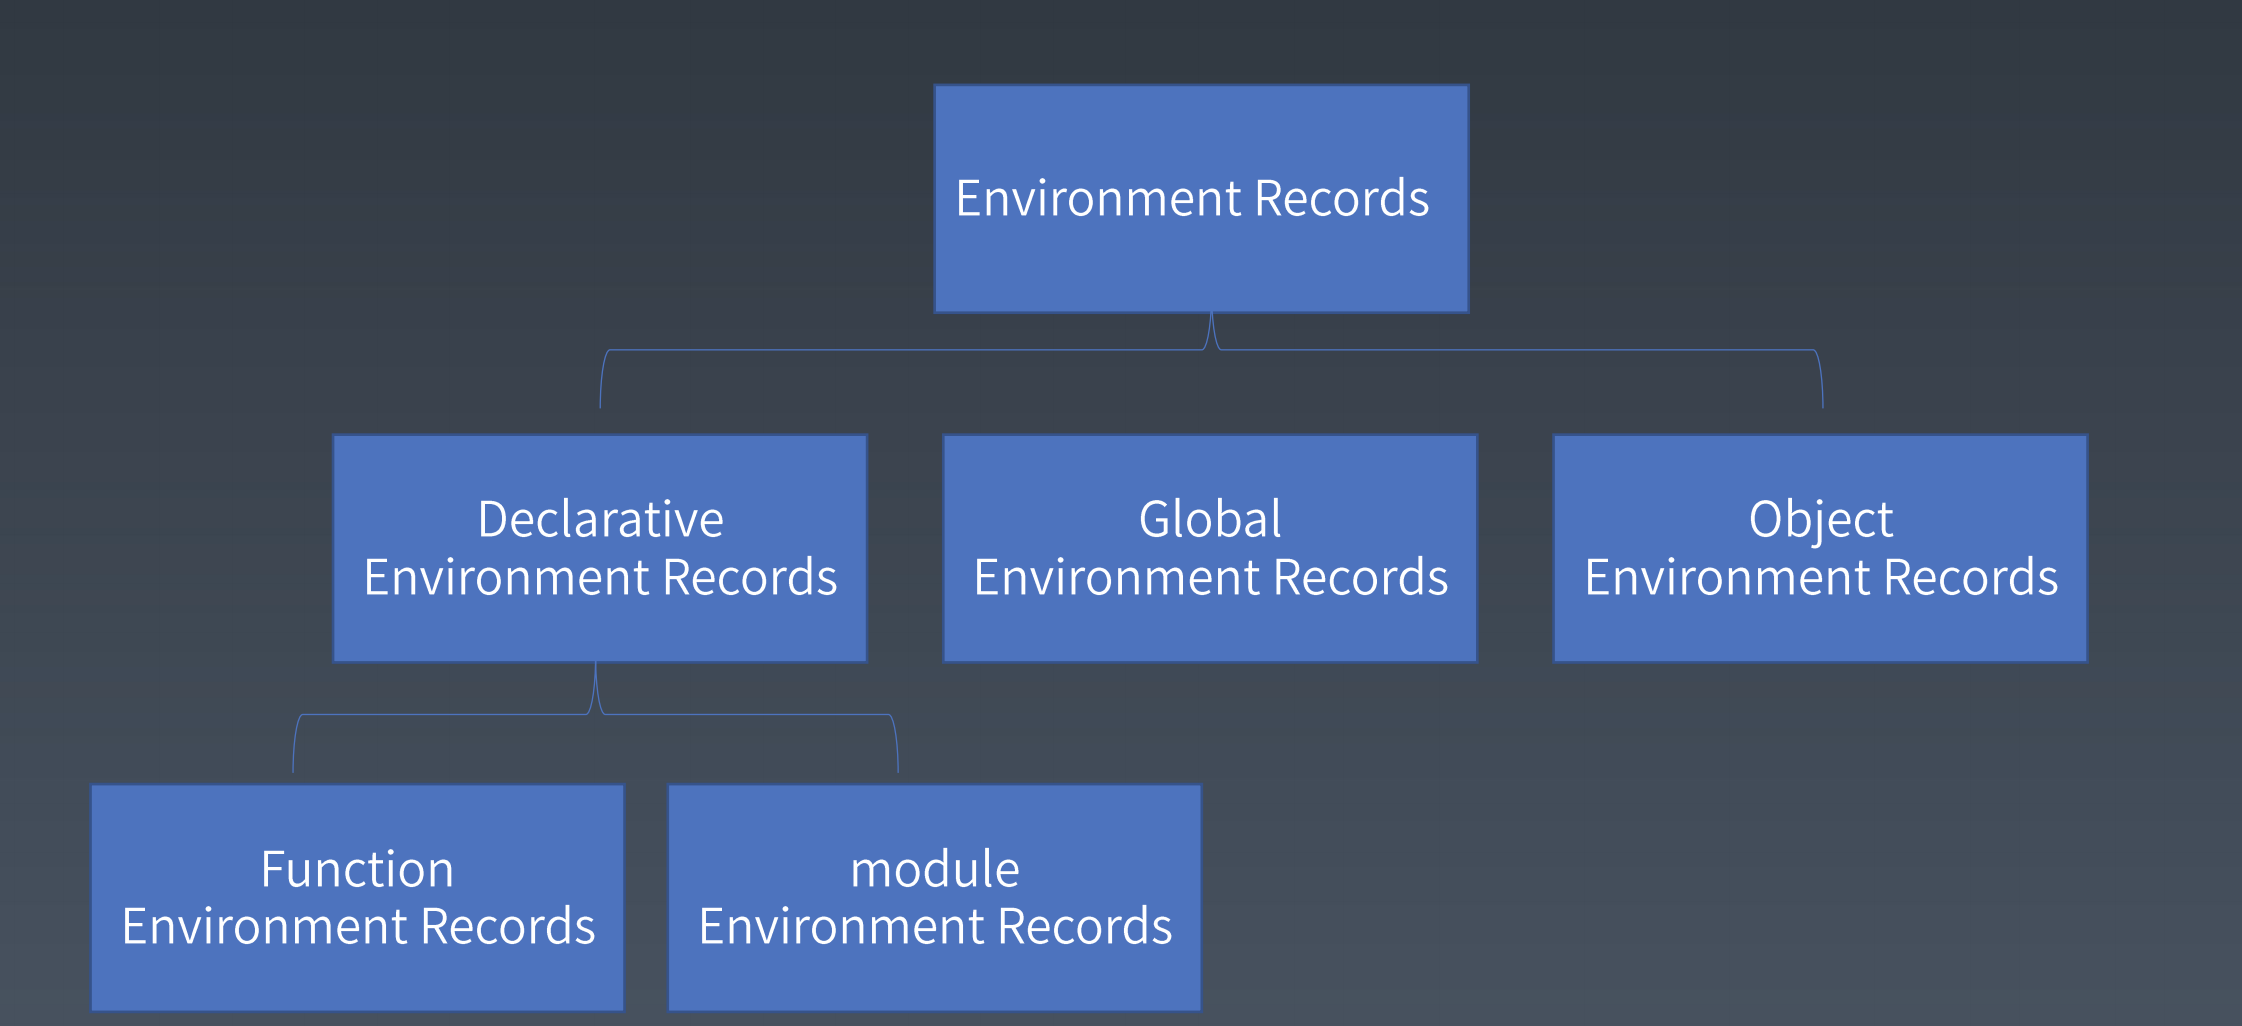 Environment Records
Declarative
Environment Records
Global
Environment Records
Object
Environment Records
Function
Environment Records
module
Environment Records